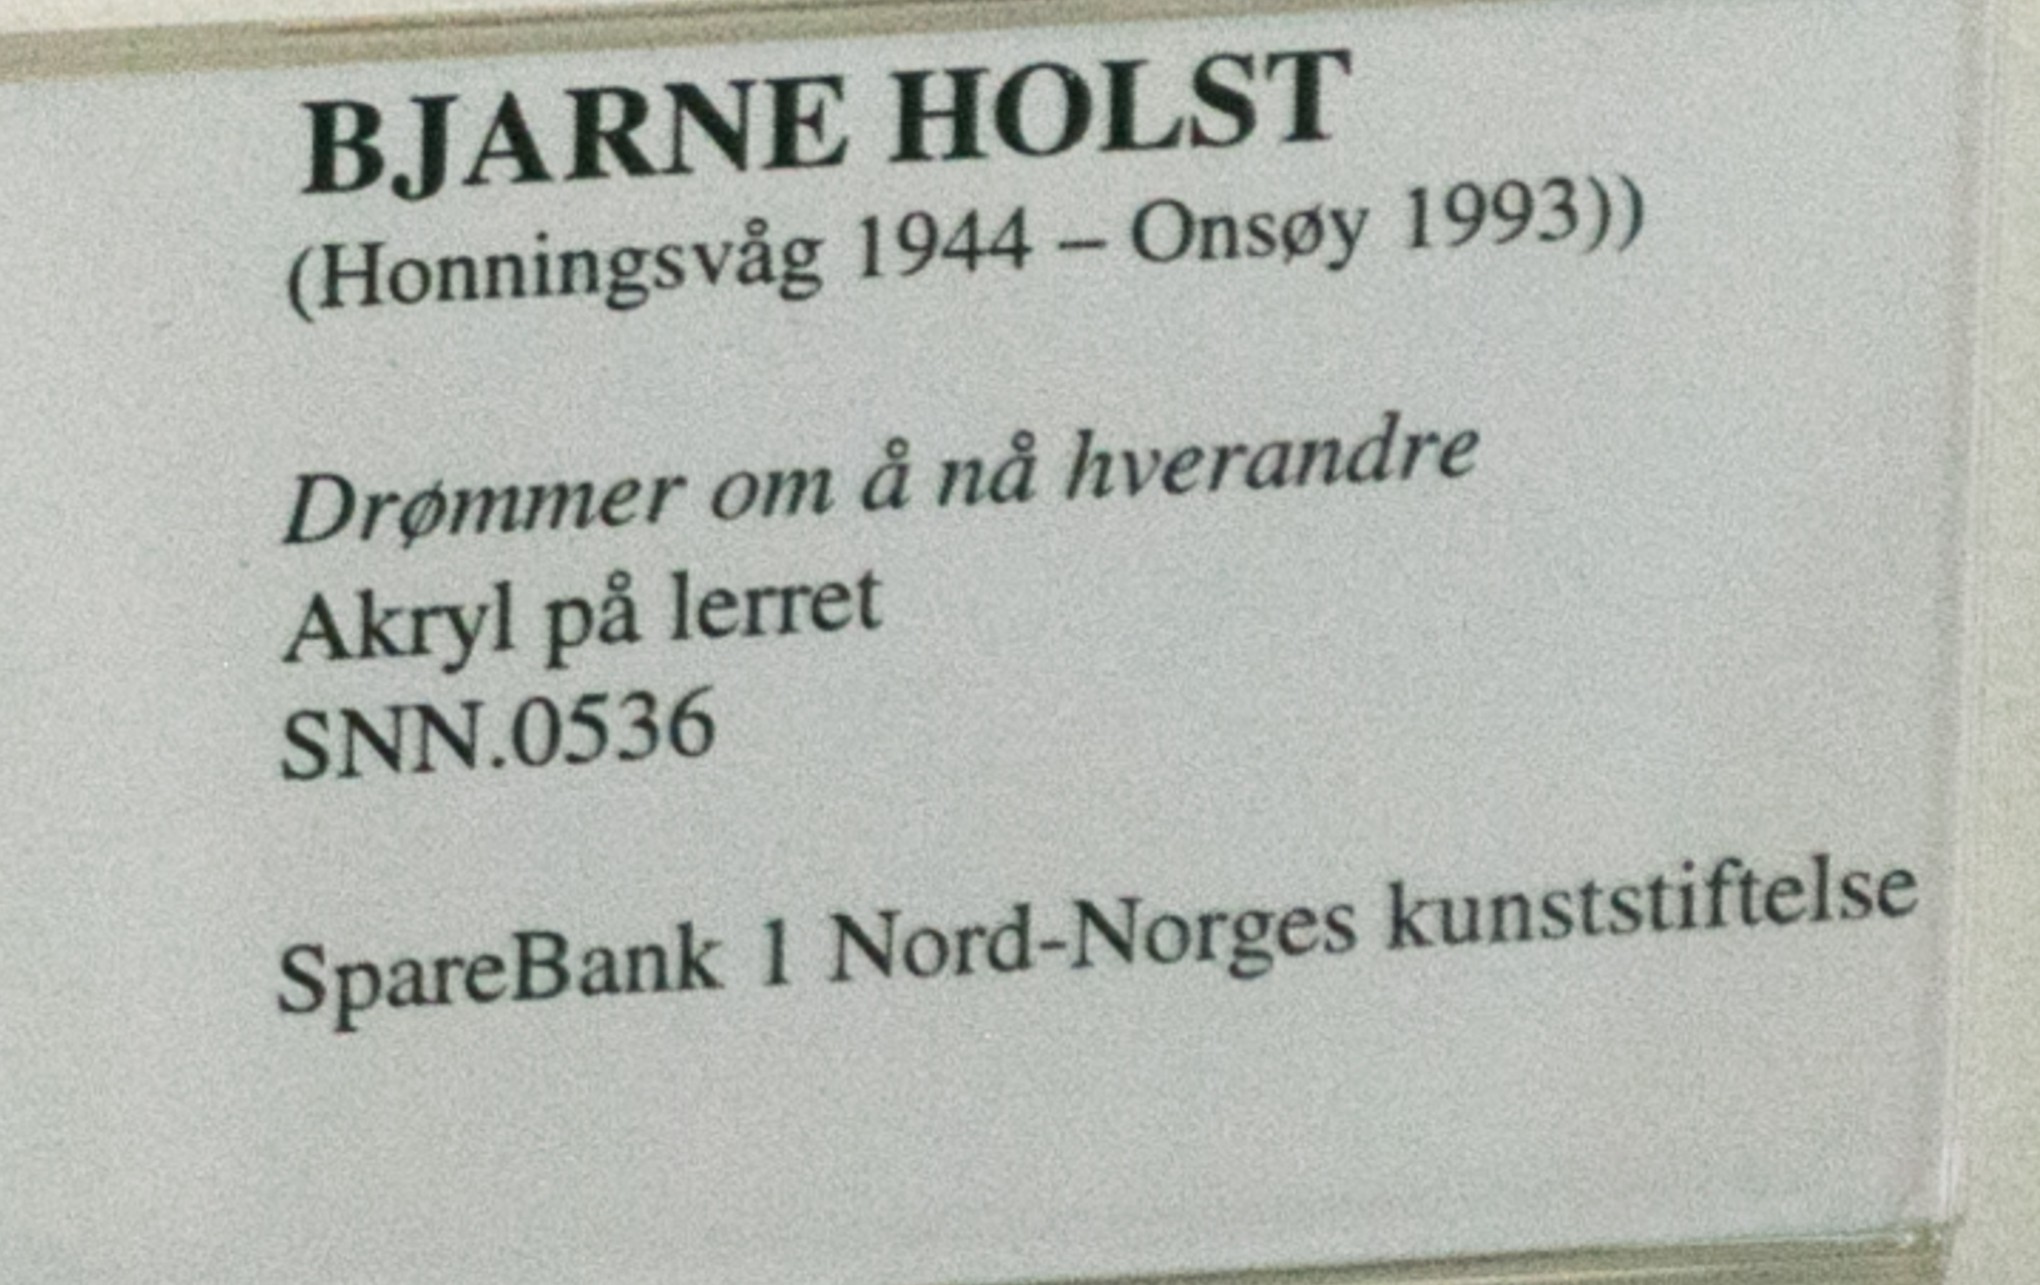 BJARNE HOLST
(Honningsvåg 1944 – Onsøy 1993))
Drømmer om å nå hverandre
Akryl på lerret
SNN.0536
SpareBank 1 Nord-Norges kunststiftelse